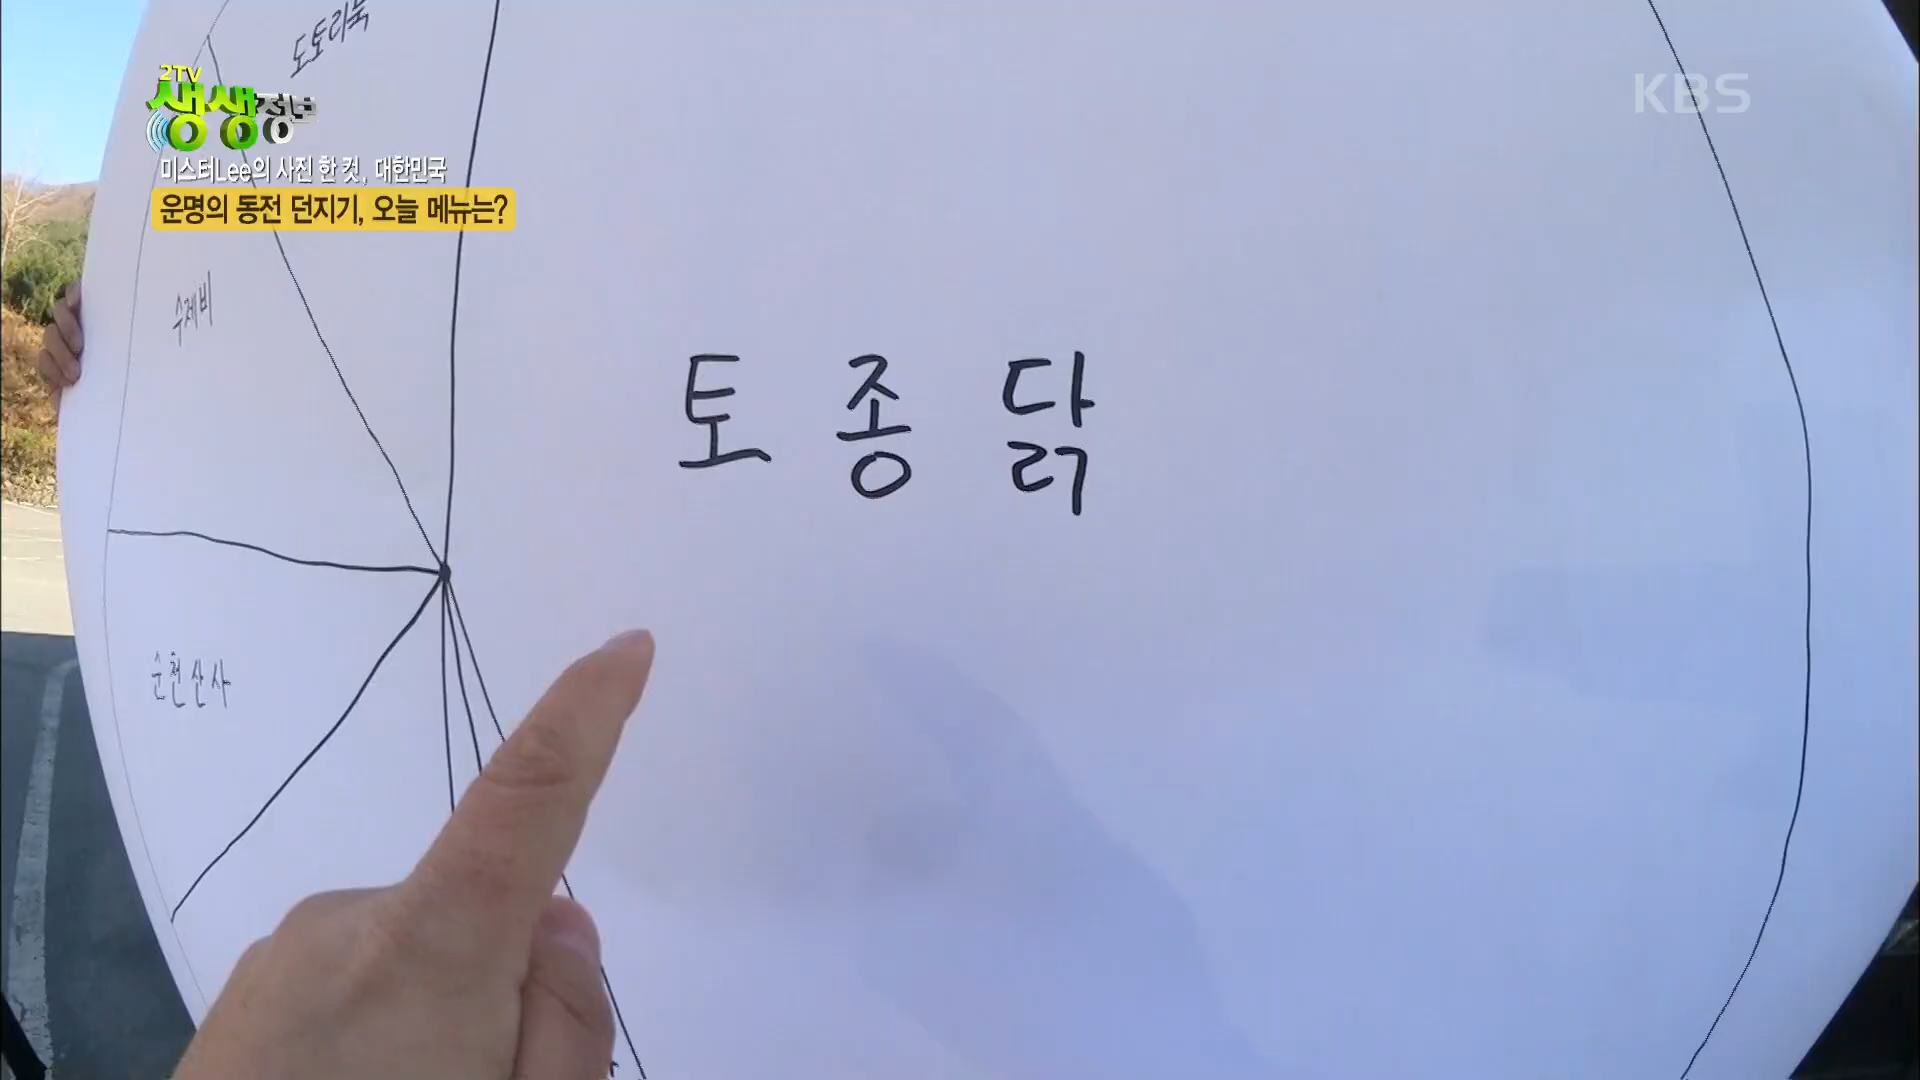 도토리묵
2TV
생생정보
KBS
미스터Lee의 사진 한 컷, 대한민국
운명의 동전 던지기, 오늘 메뉴는?
수제비
토종닭
순천산사